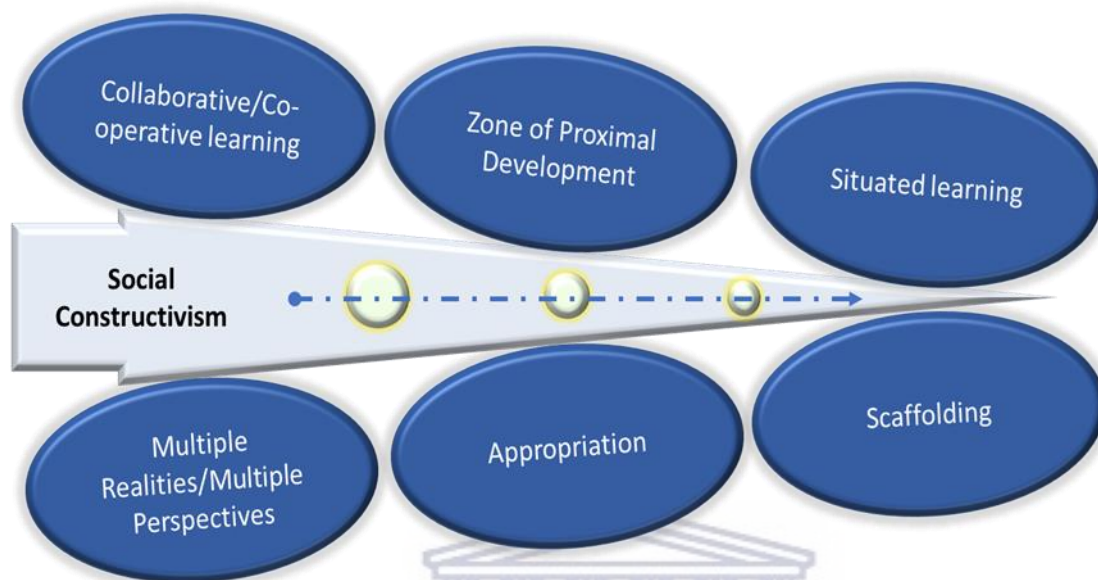 Collaborative/Co-
operative learning
Zone of Proximal
Development
Situated learning
Social
Constructivism
Multiple
Realities/Multiple
Perspectives
Appropriation
Scaffolding